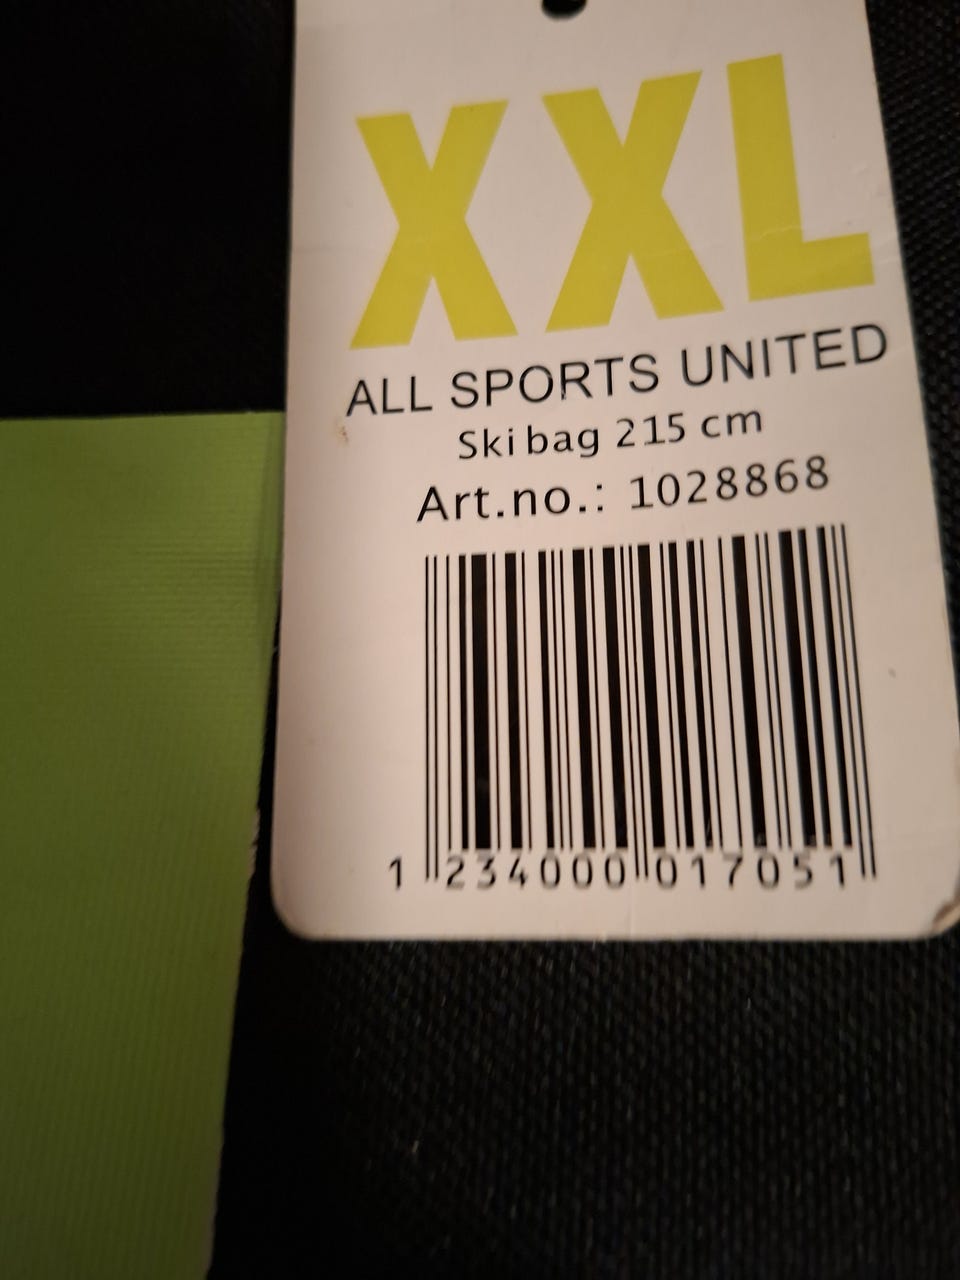 XXL
ALL SPORTS UNITED
Ski bag 215 cm
Art.no.: 1028868
1 234000 017051